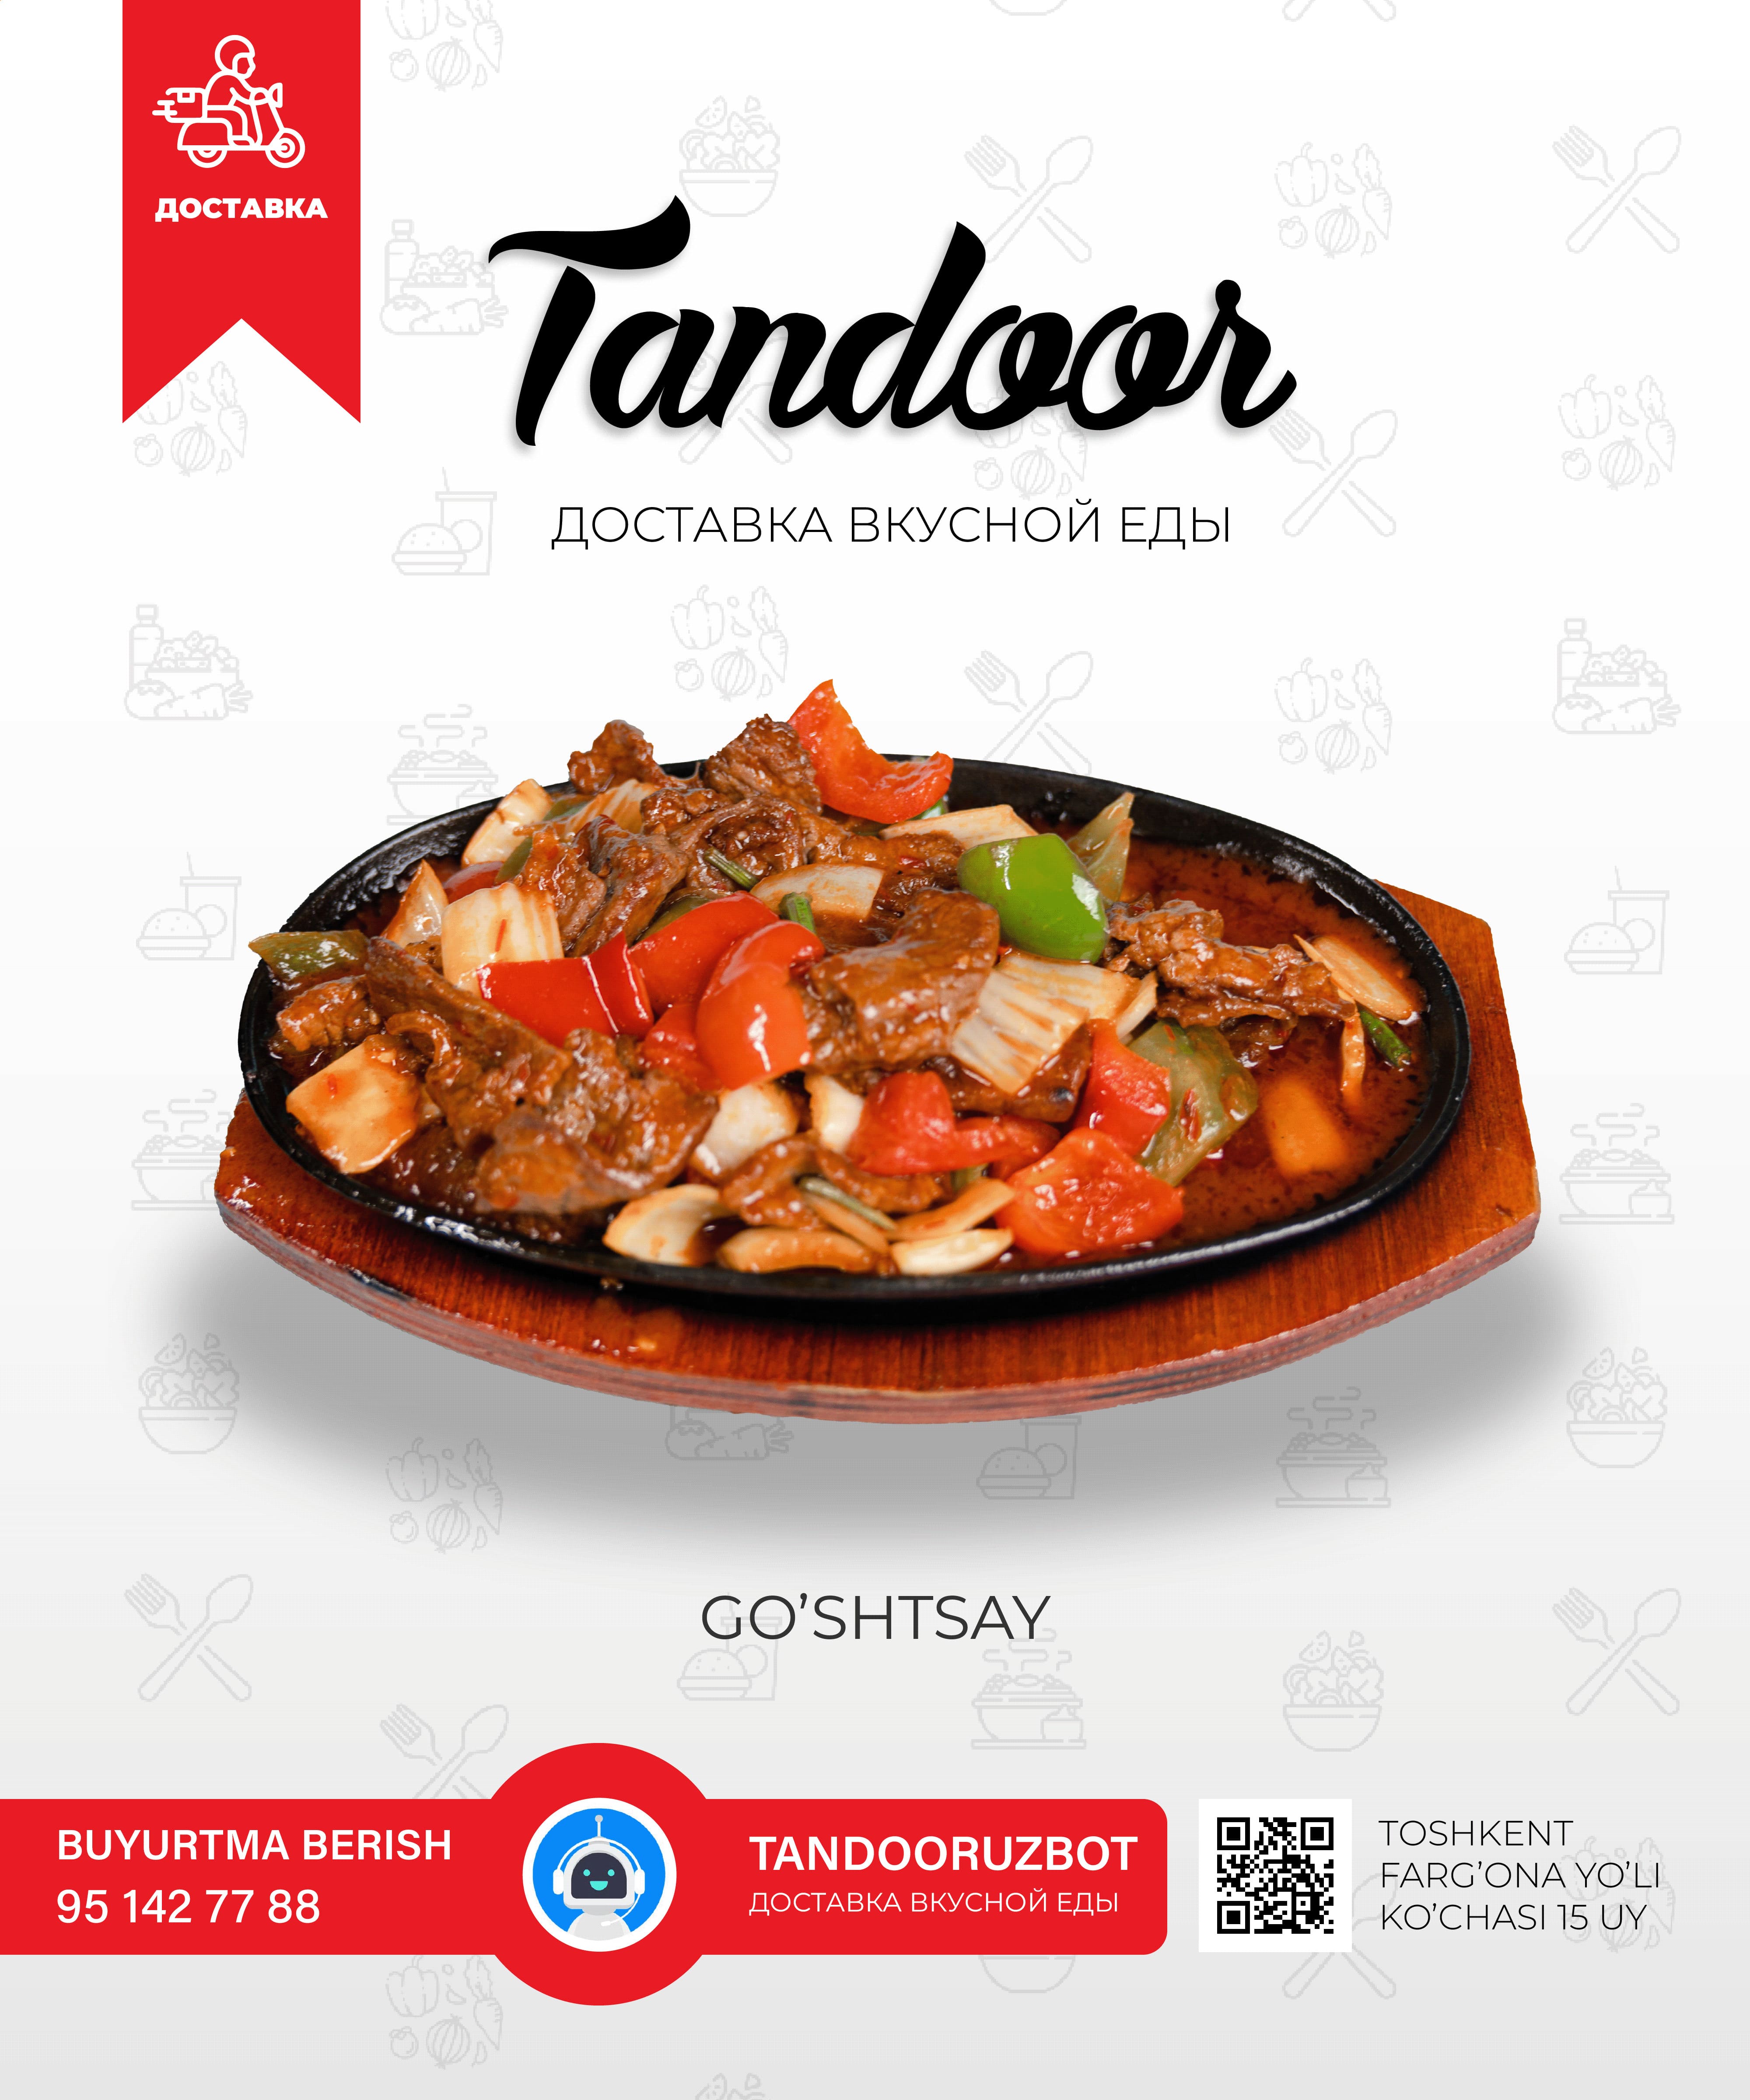 ДОСТАВКА
Tandoor
ДОСТАВКА ВКУСНОЙ ЕДЫ
GO’SHTSAY
BUYURTMA BERISH
95 142 77 88
TANDOORUZBOT
ДОСТАВКА ВКУСНОЙ ЕДЫ
TOSHKENT
FARG’ONA YO’LI
KO’CHASI 15 UY